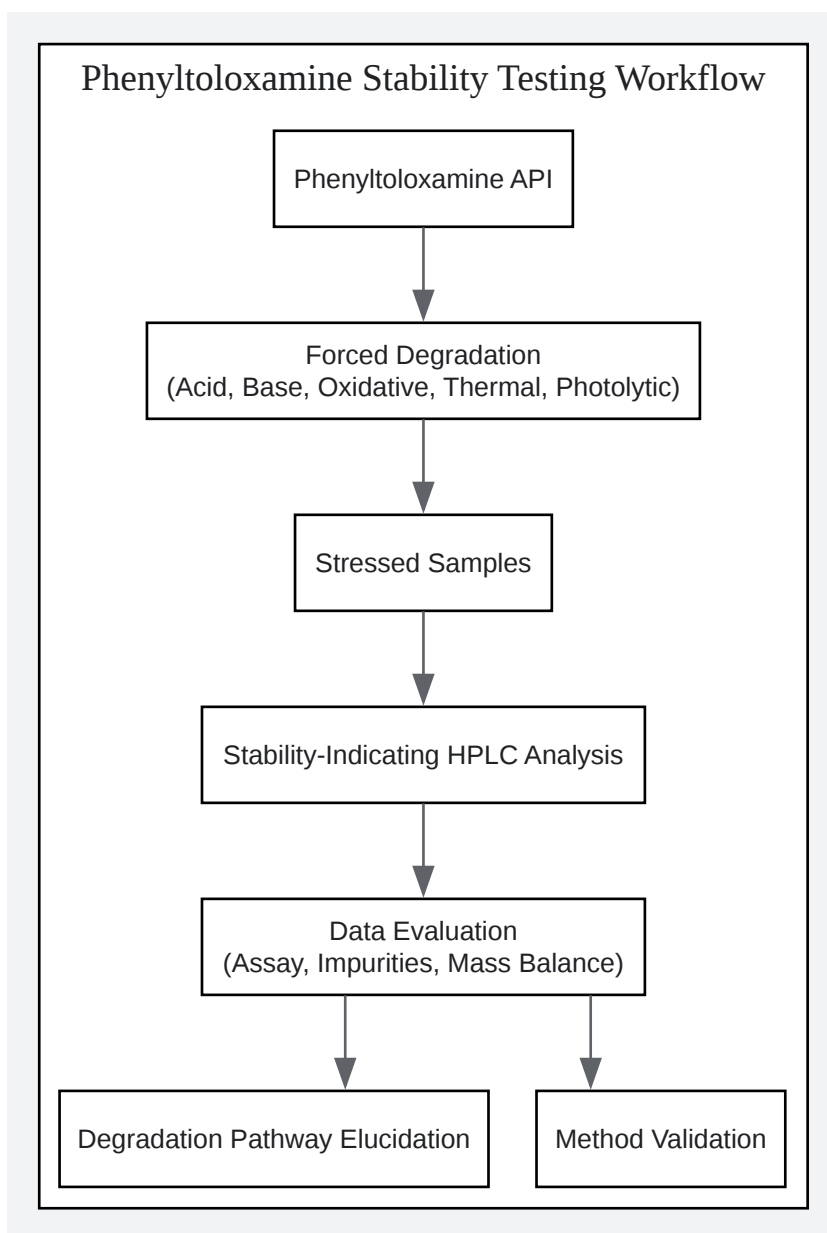 Phenyltoloxamine Stability Testing Workflow
Phenyltoloxamine API
Forced Degradation
(Acid, Base, Oxidative, Thermal, Photolytic)
Stressed Samples
Stability-Indicating HPLC Analysis
Data Evaluation
(Assay, Impurities, Mass Balance)
Degradation Pathway Elucidation
Method Validation